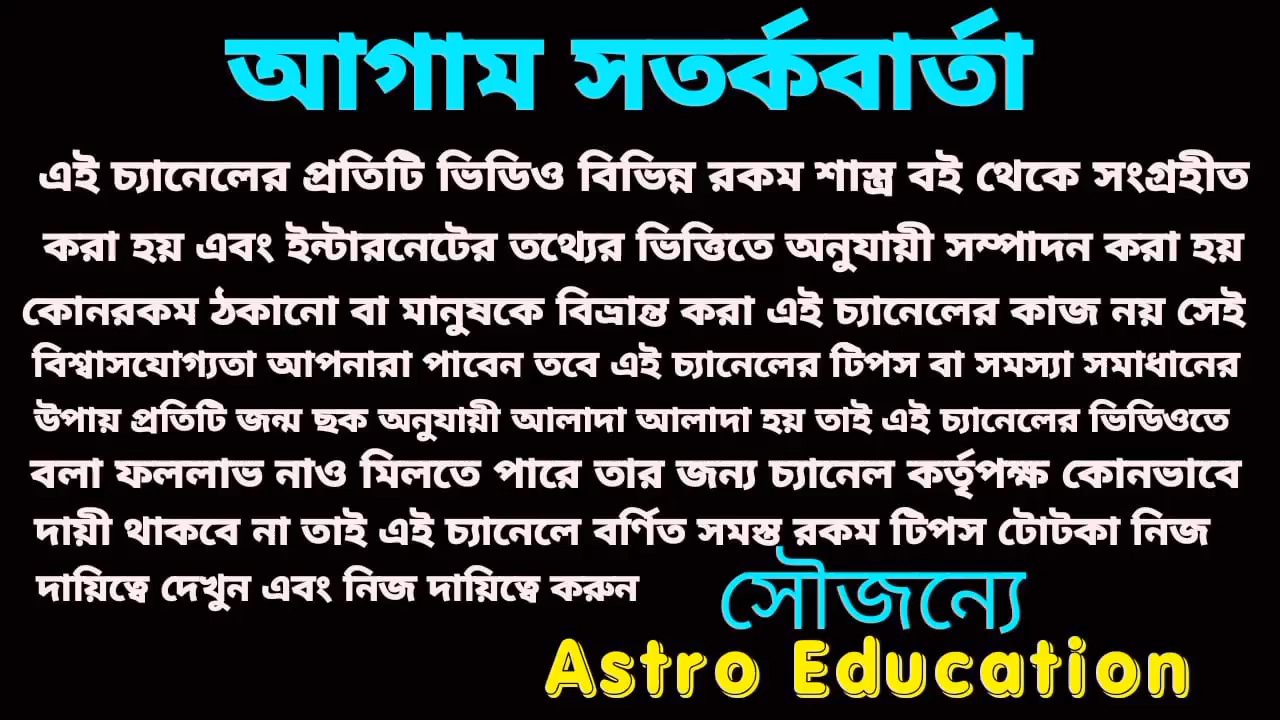 আগাম সতর্কবার্তা
এই চ্যানেলের প্রতিটি ভিডিও বিভিন্ন রকম শাস্ত্র বই থেকে সংগ্রহীত
করা হয় এবং ইন্টারনেটের তথ্যের ভিত্তিতে অনুযায়ী সম্পাদন করা হয়
কোনরকম ঠকানো বা মানুষকে বিভ্রান্ত করা এই চ্যানেলের কাজ নয় সেই
বিশ্বাসযোগ্যতা আপনারা পাবেন তবে এই চ্যানেলের টিপস বা সমস্যা সমাধানের
উপায় প্রতিটি জন্ম ছক অনুযায়ী আলাদা আলাদা হয় তাই এই চ্যানেলের ভিডিওতে
বলা ফললাভ নাও মিলতে পারে তার জন্য চ্যানেল কর্তৃপক্ষ কোনভাবে
দায়ী থাকবে না তাই এই চ্যানেলে বর্ণিত সমস্ত রকম টিপস টোটকা নিজ
দায়িত্বে দেখুন এবং নিজ দায়িত্বে করুন
সৌজন্যে
Astro Education